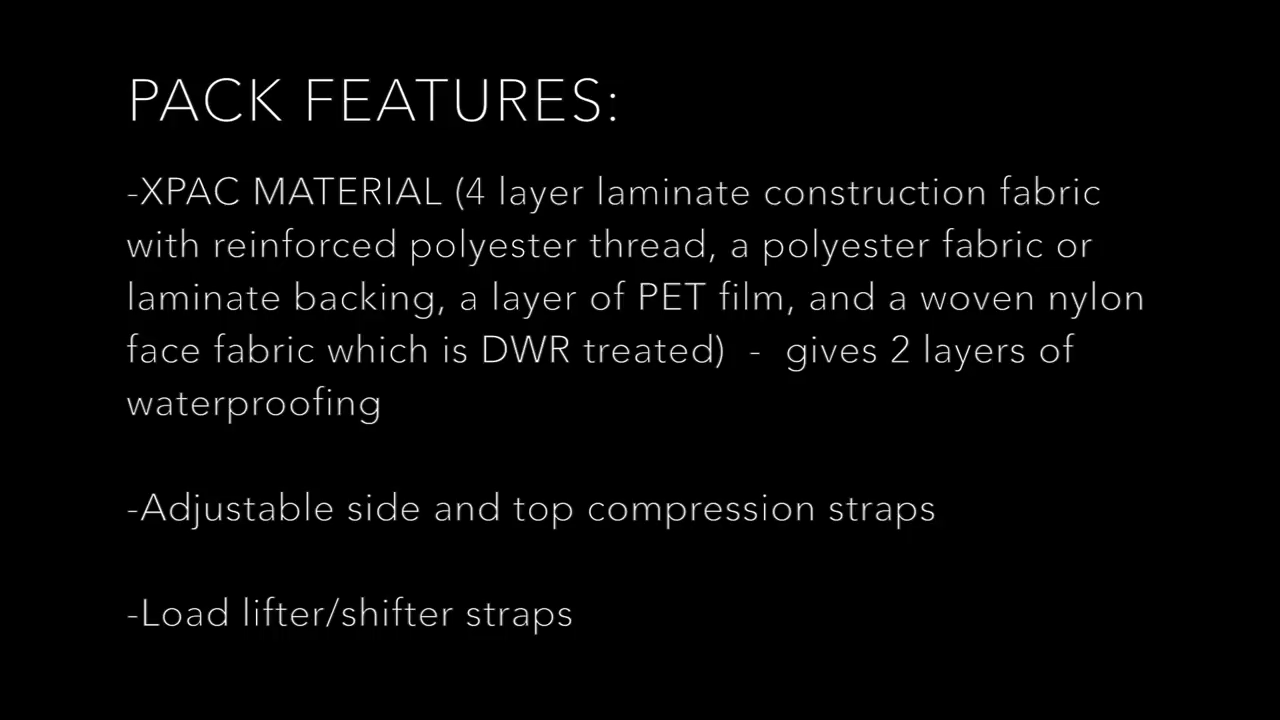 PACK FEATURES:
-XPAC MATERIAL (4 layer laminate construction fabric
with reinforced polyester thread, a polyester fabric or
laminate backing, a layer of PET film, and a woven nylon
face fabric which is DWR treated)  -  gives 2 layers of
waterproofing
-Adjustable side and top compression straps
-Load lifter/shifter straps